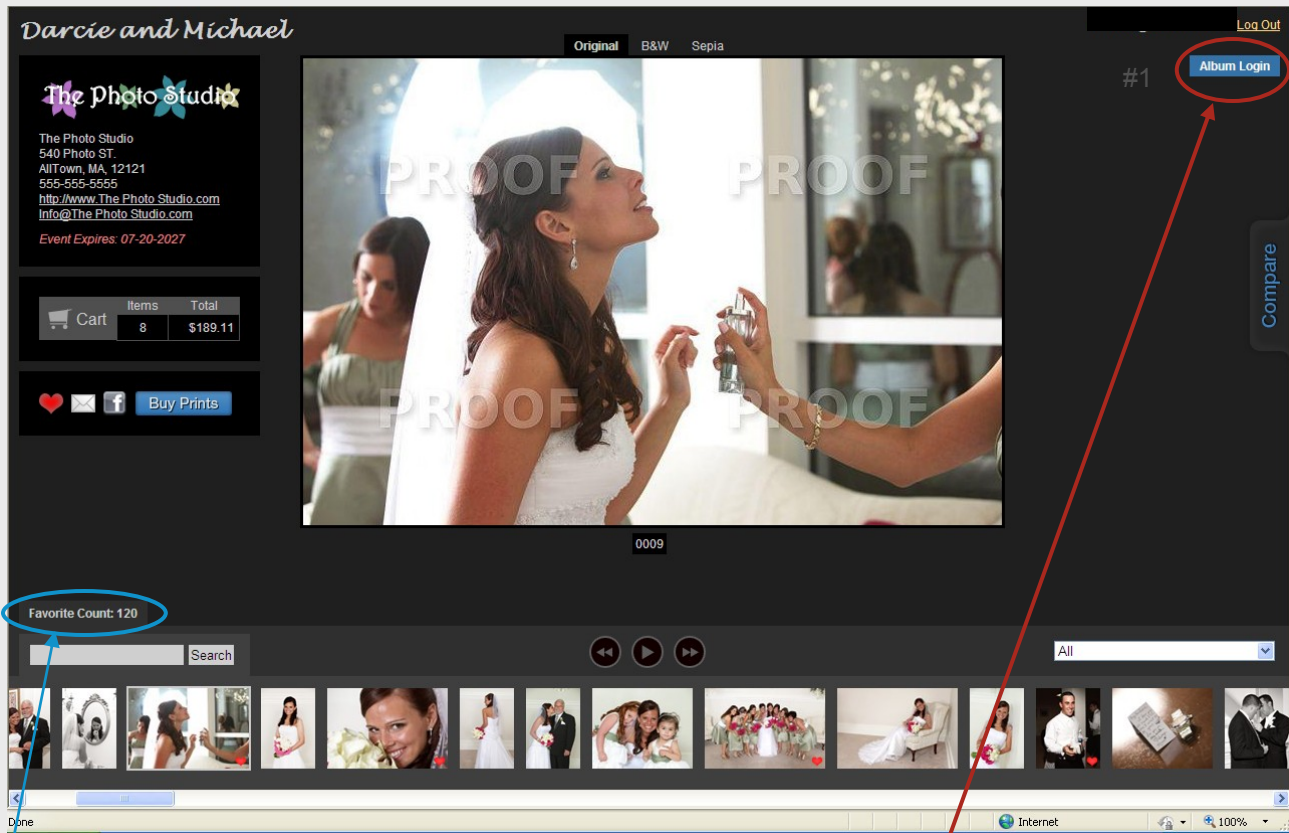 Darcie and Michael
Log Out
Original B&W Sepia
Album Login
#1
The Photo Studio
The Photo Studio
540 Photo ST.
AllTown, MA, 12121
555-555-5555
http://www.The Photo Studio.com
Info@The Photo Studio.com
Event Expires: 07-20-2027
PROOF PROOF
Compare
Items Total
Cart 8 $189.11
f Buy Prints
PROOF PROOF
0009
Favorite Count: 120
Search
All
Done
Internet
100%